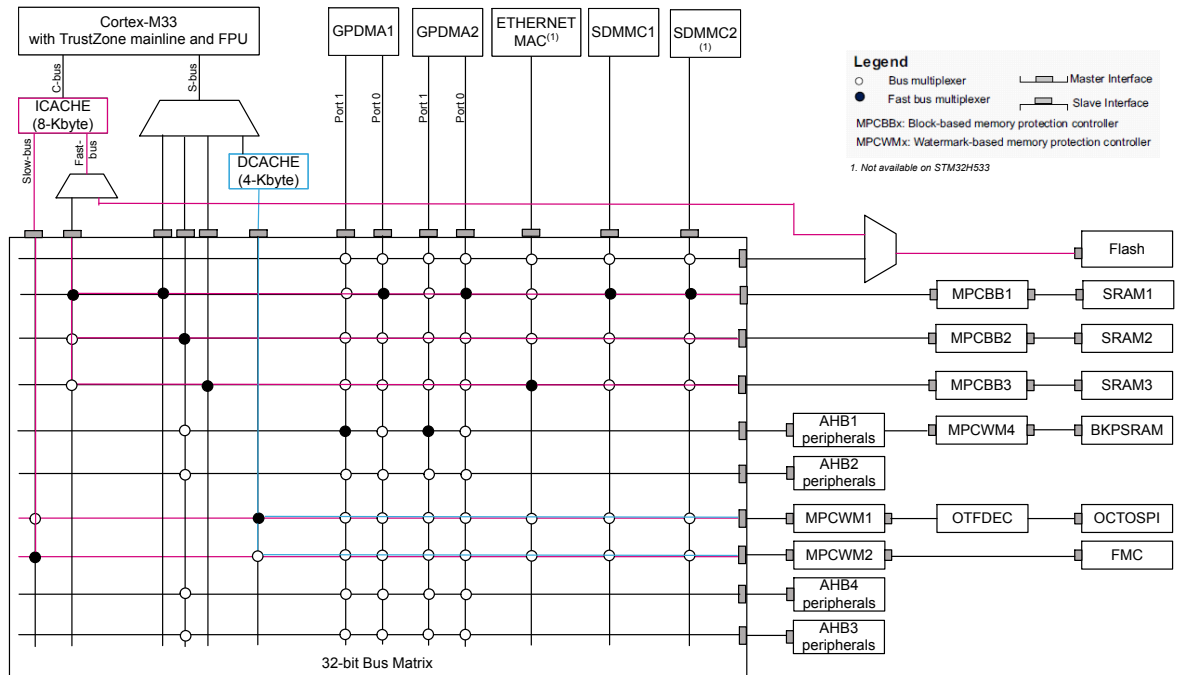 Cortex-M33
with TrustZone mainline and FPU
GPDMA1
GPDMA2
ETHERNET
MAC(1)
SDMMC1
SDMMC2
(1)
C-bus
S-bus
Port 1
Port 0
Port 1
Port 0
ICACHE
(8-Kbyte)
Slow-bus
Fast-
bus
DCACHE
(4-Kbyte)
Legend
Bus multiplexer
Fast bus multiplexer
Master Interface
Slave Interface
MPCBBx: Block-based memory protection controller
MPCWMx: Watermark-based memory protection controller
1. Not available on STM32H533
Flash
MPCBB1
SRAM1
MPCBB2
SRAM2
MPCBB3
SRAM3
AHB1
peripherals
MPCWM4
BKPSRAM
AHB2
peripherals
MPCWM1
OTFDEC
OCTOSPI
MPCWM2
FMC
AHB4
peripherals
AHB3
peripherals
32-bit Bus Matrix